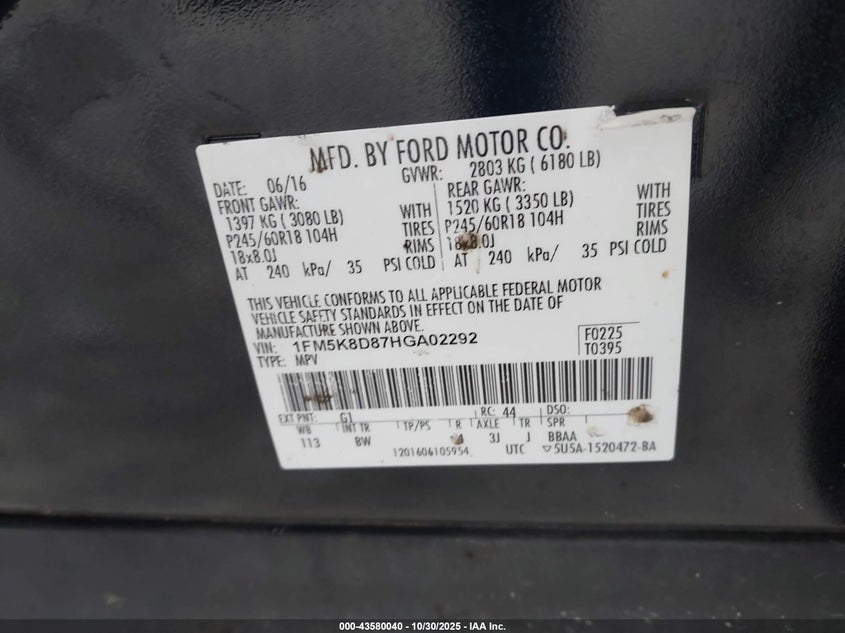 MFD. BY FORD MOTOR CO.
DATE: 06/16 GVWR: 2803 KG ( 6180 LB)
FRONT GAWR: REAR GAWR:
1397 KG ( 3080 LB) WITH 1520 KG ( 3350 LB) WITH
P245/60R18 104H TIRES P245/60R18 104H TIRES
18x8.0J RIMS 18x8.0J RIMS
AT 240 kPa/ 35 PSI COLD AT 240 kPa/ 35 PSI COLD
THIS VEHICLE CONFORMS TO ALL APPLICABLE FEDERAL MOTOR
VEHICLE SAFETY STANDARDS IN EFFECT ON THE DATE OF
MANUFACTURE SHOWN ABOVE.
VIN: 1FM5K8D87HGA02292 F0225
TYPE: MPV T0395
EXT PNT: G1 RC: 44 DSO:
WB INT TR TP/PS R AXLE TR SPR
113 BW 3J J BBAA
1201606105954 UTC ▽5U5A-1520472-BA
000-43580040 - 10/30/2025 - IAA Inc.